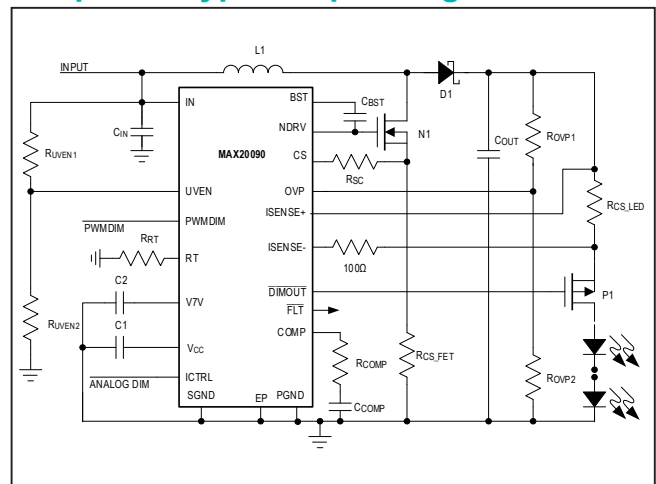 INPUT
L1
D1
IN
BST
CBST
NDRV
N1
CIN
MAX20090
CS
RSC
COUT
ROVP1
RUVEN1
UVEN
OVP
ISENSE+
RCS_LED
PWMDIM
PWMDIM
RRT
RT
ISENSE-
100Ω
C2
V7V
DIMOUT
P1
FLT
RUVEN2
C1
VCC
COMP
RCOMP
RCS_FET
ROVP2
ANALOG DIM
ICTRL
SGND
EP
PGND
CCOMP